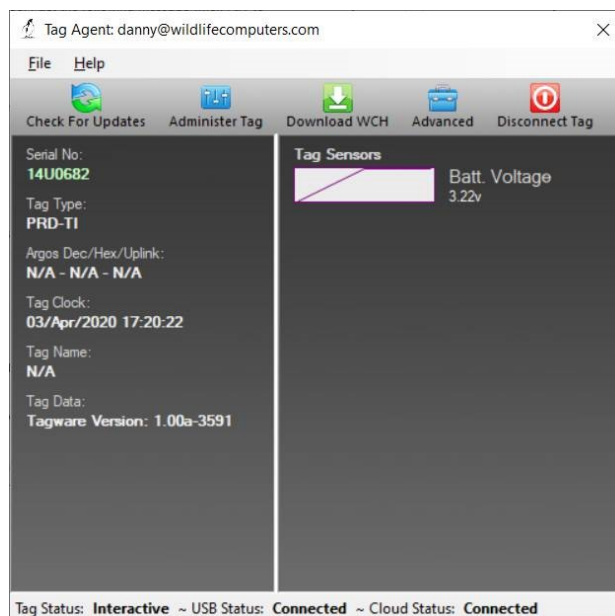 Tag Agent: danny@wildlifecomputers.com
File Help
Check For Updates Administer Tag Download WCH Advanced Disconnect Tag
Serial No:
14U0682
Tag Type:
PRD-TI
Argos Dec/Hex/Uplink:
N/A - N/A - N/A
Tag Clock:
03/Apr/2020 17:20:22
Tag Name:
N/A
Tag Data:
Tagware Version: 1.00a-3591
Tag Sensors
Batt. Voltage
3.22v
Tag Status: Interactive ~ USB Status: Connected ~ Cloud Status: Connected